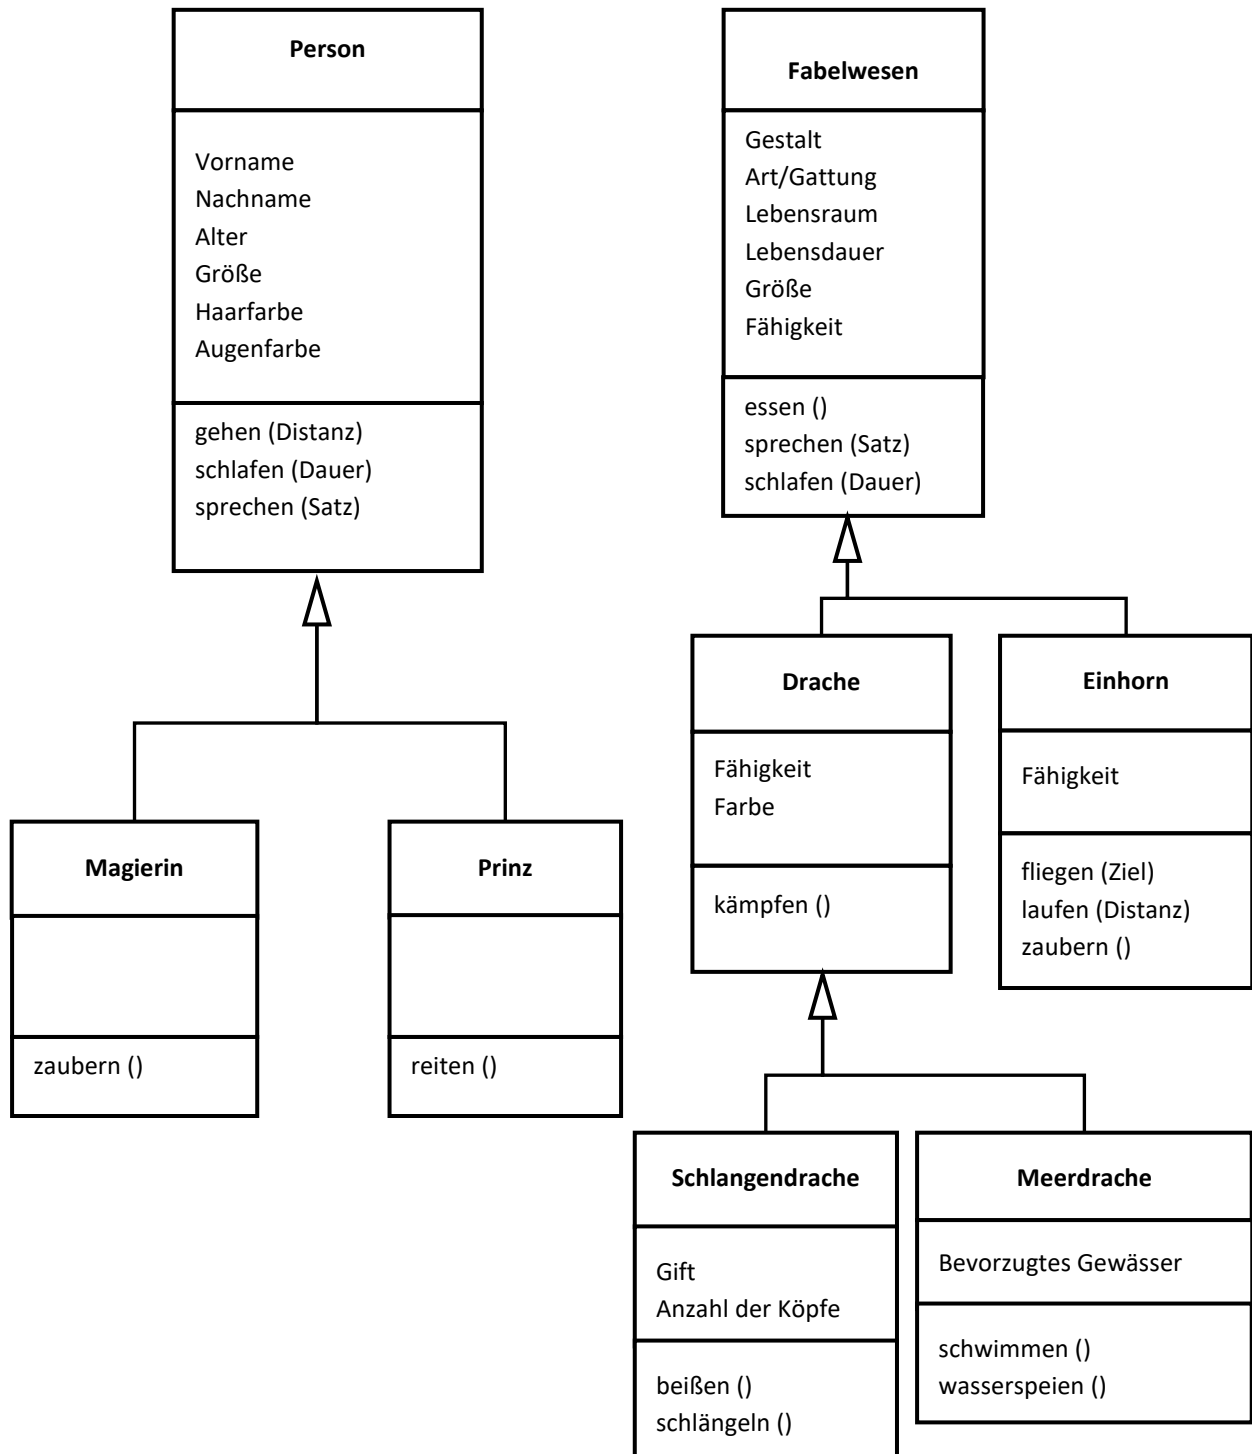 Person
Vorname
Nachname
Alter
Größe
Haarfarbe
Augenfarbe
gehen (Distanz)
schlafen (Dauer)
sprechen (Satz)
Fabelwesen
Gestalt
Art/Gattung
Lebensraum
Lebensdauer
Größe
Fähigkeit
essen ()
sprechen (Satz)
schlafen (Dauer)
Magierin
zaubern ()
Prinz
reiten ()
Drache
Fähigkeit
Farbe
kämpfen ()
Einhorn
Fähigkeit
fliegen (Ziel)
laufen (Distanz)
zaubern ()
Schlangendrache
Gift
Anzahl der Köpfe
beißen ()
schlängeln ()
Meerdrache
Bevorzugtes Gewässer
schwimmen ()
wasserspeien ()